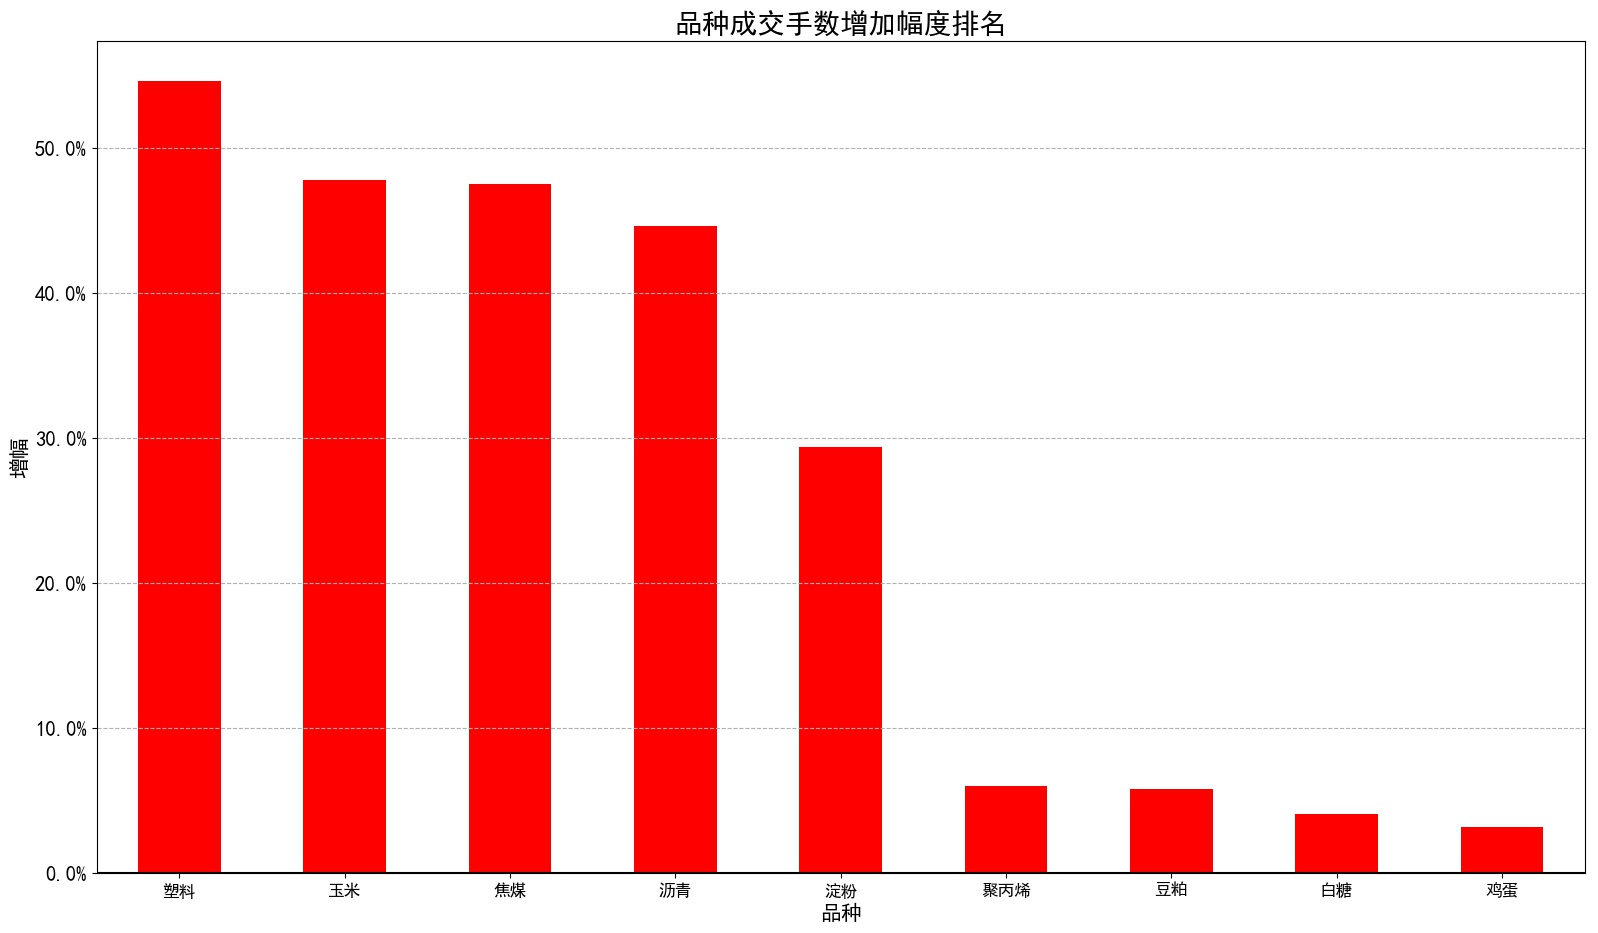 品种成交手数增加幅度排名
增幅
50.0%
40.0%
30.0%
20.0%
10.0%
0.0%
塑料 玉米 焦煤 沥青 淀粉 聚丙烯 豆粕 白糖 鸡蛋
品种